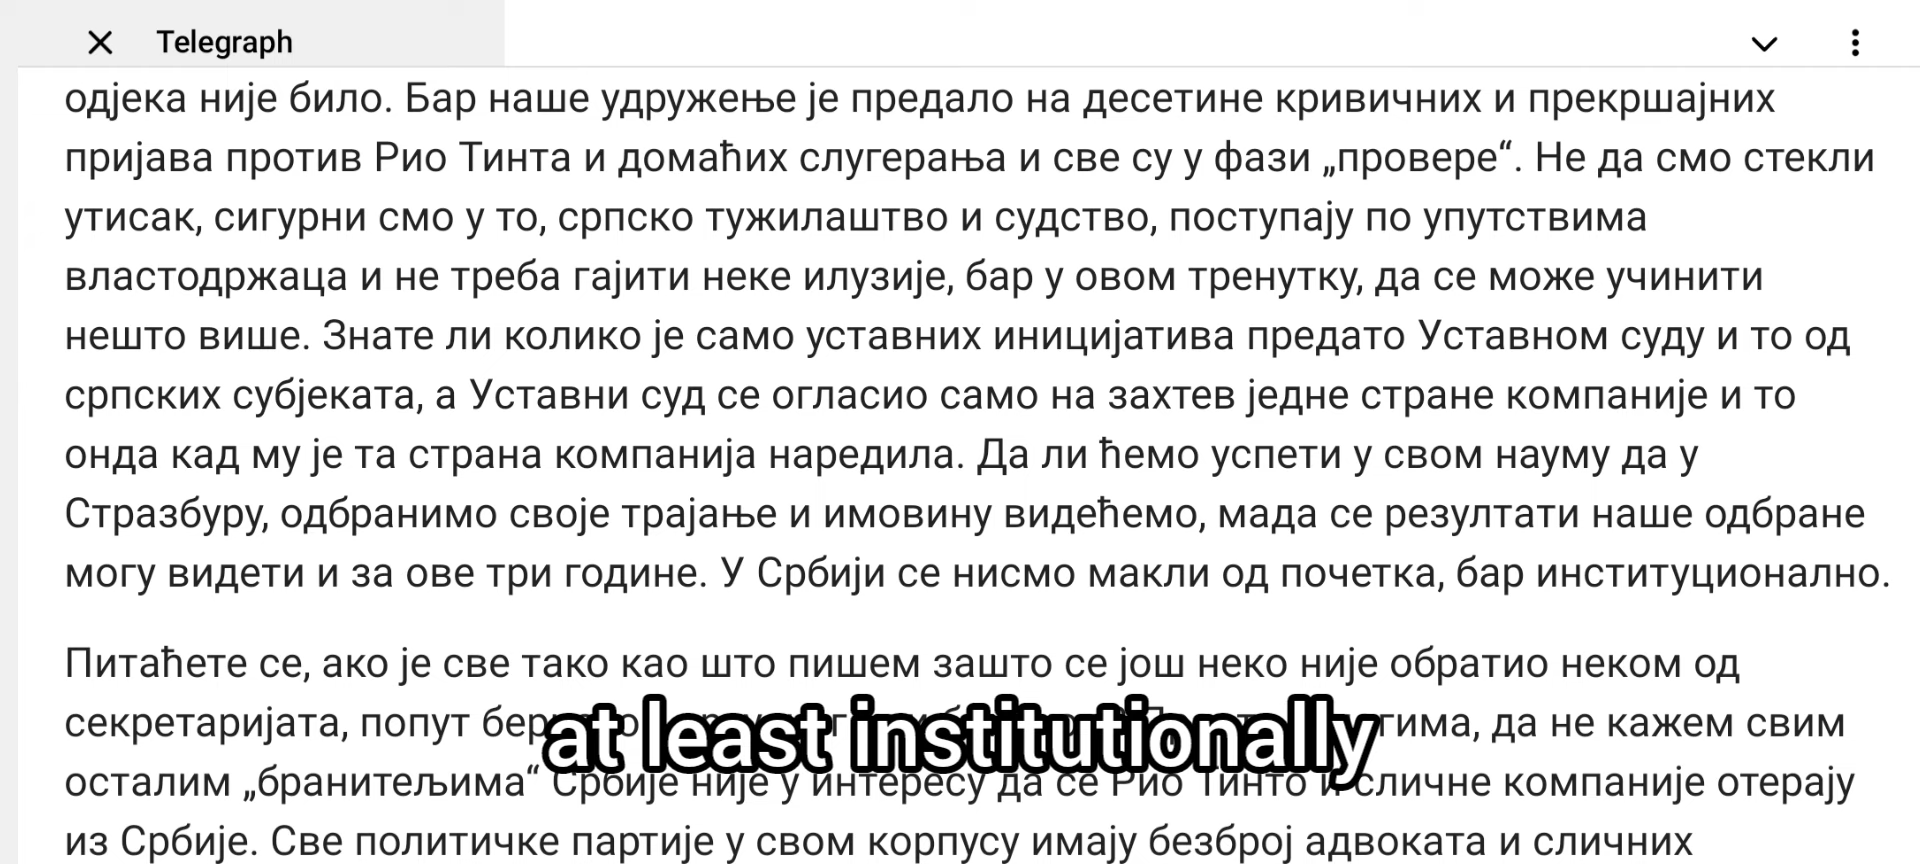 Telegraph
одјека није било. Бар наше удружење је предало на десетине кривичних и прекршајних
пријава против Рио Тинта и домаћих слугерања и све су у фази „провере“. Не да смо стекли
утисак, сигурни смо у то, српско тужилаштво и судство, поступају по упутствима
властодржаца и не треба гајити неке илузије, бар у овом тренутку, да се може учинити
нешто више. Знате ли колико је само уставних иницијатива предато Уставном суду и то од
српских субјеката, а Уставни суд се огласио само на захтев једне стране компаније и то
онда кад му је та страна компанија наредила. Да ли ћемо успети у свом науму да у
Стразбуру, одбранимо своје трајање и имовину видећемо, мада се резултати наше одбране
могу видети и за ове три године. У Србији се нисмо макли од почетка, бар институционално.
Питаћете се, ако је све тако као што пишем зашто се још неко није обратио неком од
секретаријата, попут да не кажем свим
at least institutionally
осталим „бранитељима“ Србије није у интересу да се Рио Тинто и сличне компаније отерају
из Србије. Све политичке партије у свом корпусу имају безброј адвоката и сличних